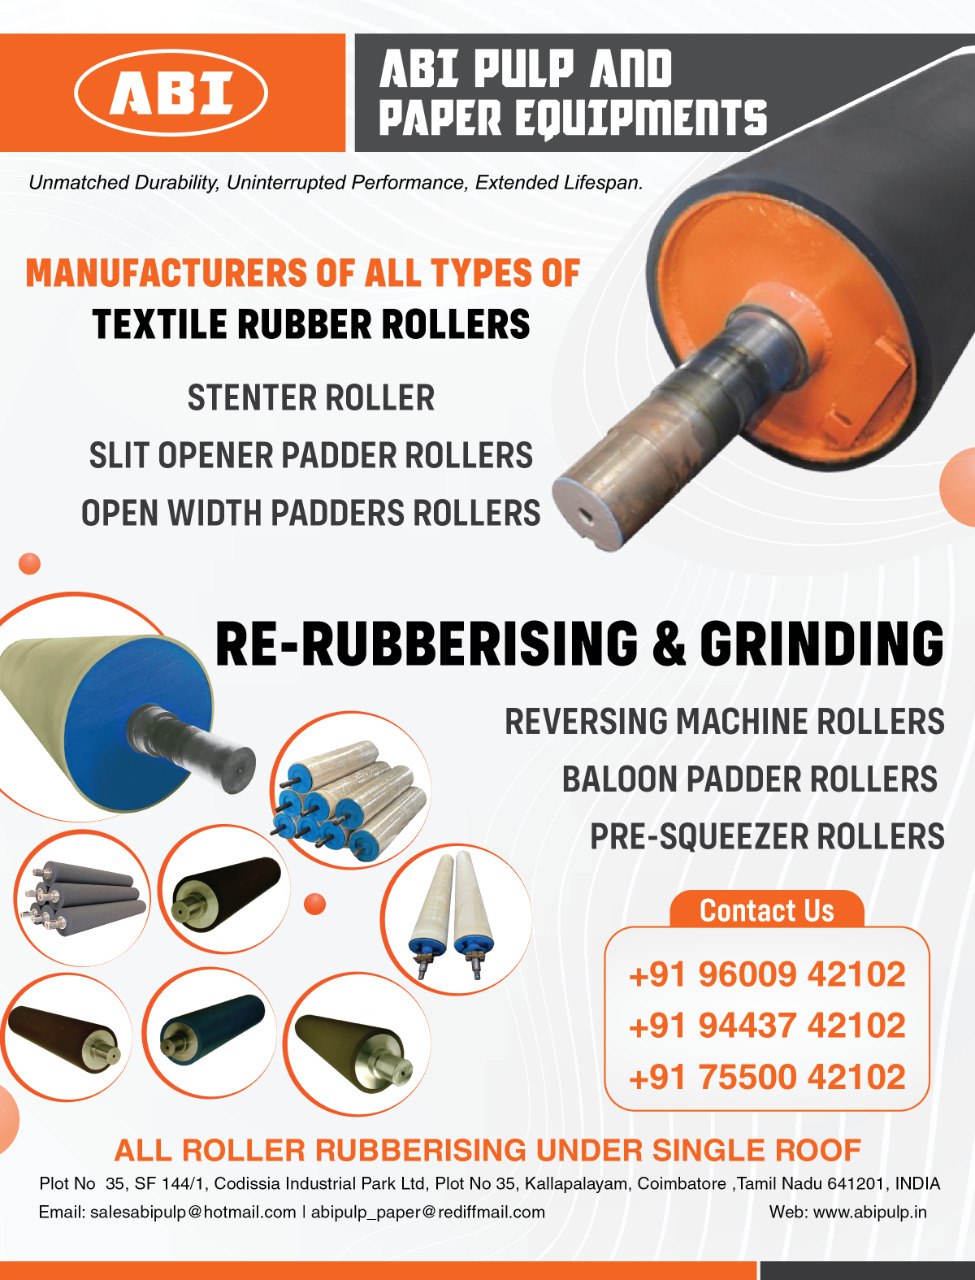 ABI
ABI PULP AND
PAPER EQUIPMENTS
Unmatched Durability, Uninterrupted Performance, Extended Lifespan.
MANUFACTURERS OF ALL TYPES OF
TEXTILE RUBBER ROLLERS
STENTER ROLLER
SLIT OPENER PADDER ROLLERS
OPEN WIDTH PADDERS ROLLERS
RE-RUBBERISING & GRINDING
REVERSING MACHINE ROLLERS
BALOON PADDER ROLLERS
PRE-SQUEEZER ROLLERS
Contact Us
+91 96009 42102
+91 94437 42102
+91 75500 42102
ALL ROLLER RUBBERISING UNDER SINGLE ROOF
Plot No 35, SF 144/1, Codissia Industrial Park Ltd, Plot No 35, Kallapalayam, Coimbatore ,Tamil Nadu 641201, INDIA
Email: salesabipulp@hotmail.com | abipulp_paper@rediffmail.com
Web: www.abipulp.in